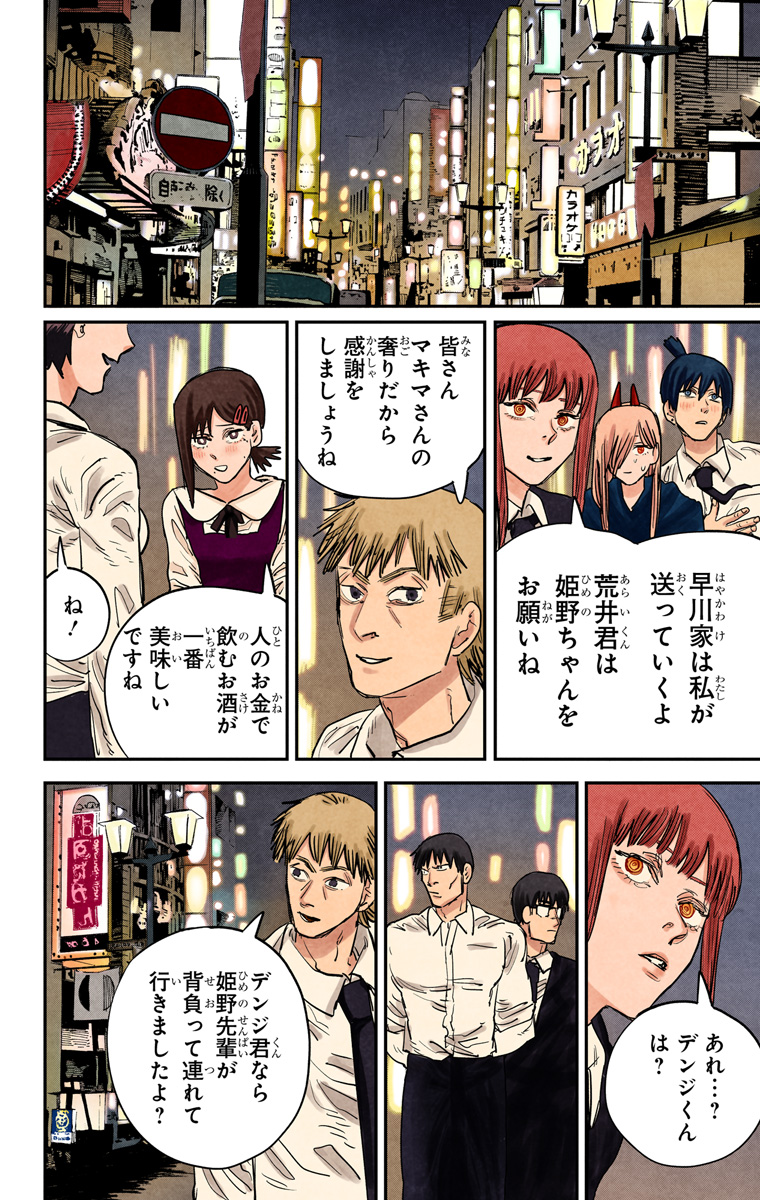 自動二輪
除く
カラオケ
カラオケ
早川家は私が
送っていくよ
荒井君は
姫野ちゃんを
お願いね
皆さん
マキマさんの
奢りだから
感謝を
しましょうね
人のお金で
飲むお酒が
一番
美味しい
ですね
ね!
あれ…?
デンジくん
は?
デンジ君なら
姫野先輩が
背負って連れて
行きましたよ?